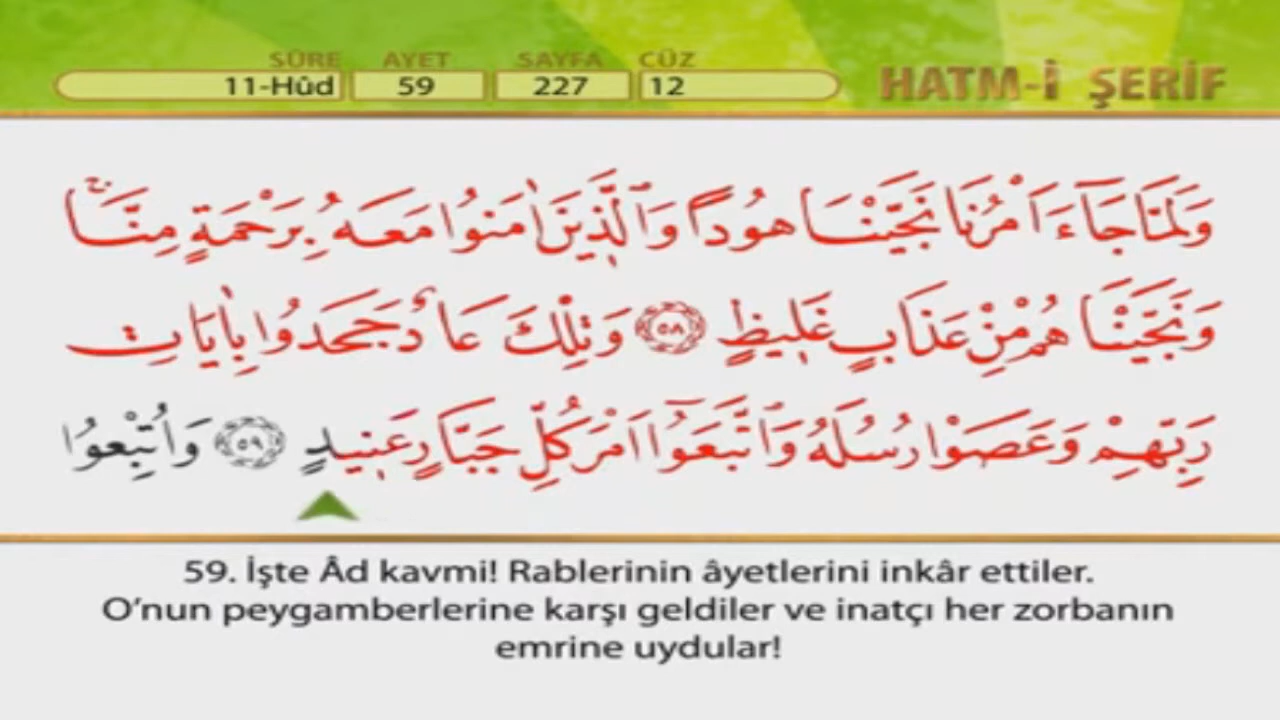 SÛRE AYET SAYFA CÜZ
11-Hûd 59 227 12
HATM-İ ŞERİF
وَلَمَّا جَٓاءَ اَمْرُنَا نَجَّيْنَا هُودًا وَالَّذ۪ينَ اٰمَنُوا مَعَهُ بِرَحْمَةٍ مِنَّاۚ
وَنَجَّيْنَاهُمْ مِنْ عَذَابٍ غَل۪يظٍ ﴿٥٨﴾ وَتِلْكَ عَادٌ جَحَدُوا بِاٰيَاتِ
رَبِّهِمْ وَعَصَوْا رُسُلَهُ وَاتَّبَعُٓوا اَمْرَ كُلِّ جَبَّارٍ عَن۪يدٍ ﴿٥٩﴾ وَاُتْبِعُوا
59. İşte Âd kavmi! Rablerinin âyetlerini inkâr ettiler.
O’nun peygamberlerine karşı geldiler ve inatçı her zorbanın
emrine uydular!